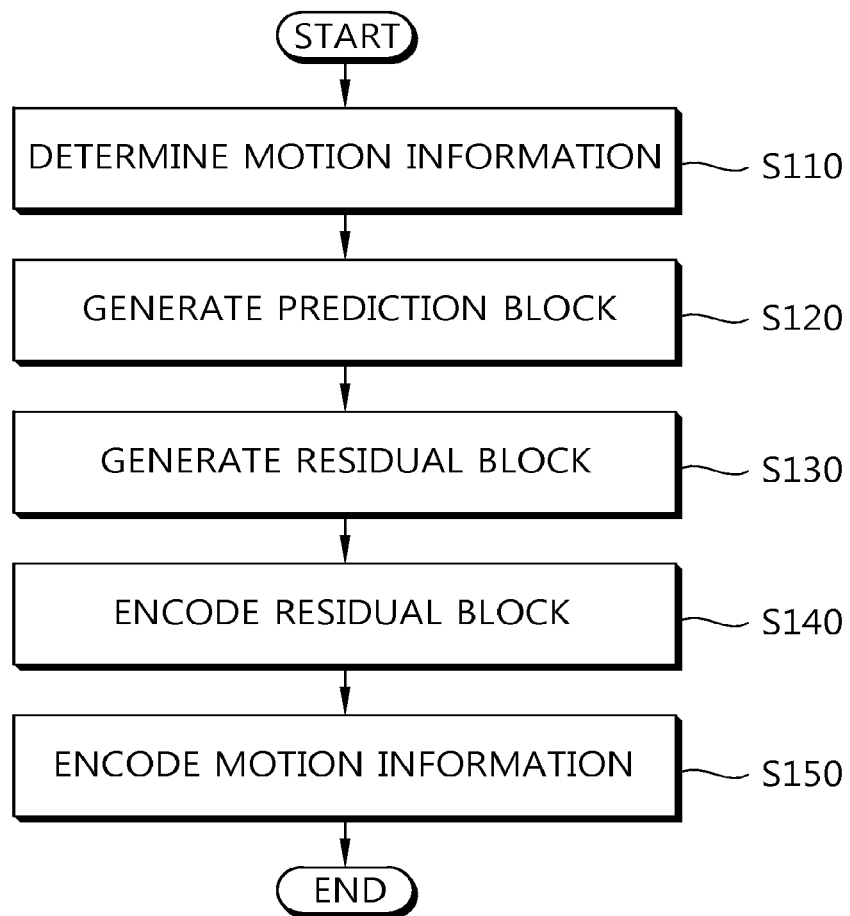 START
DETERMINE MOTION INFORMATION
S110
GENERATE PREDICTION BLOCK
S120
GENERATE RESIDUAL BLOCK
S130
ENCODE RESIDUAL BLOCK
S140
ENCODE MOTION INFORMATION
S150
END